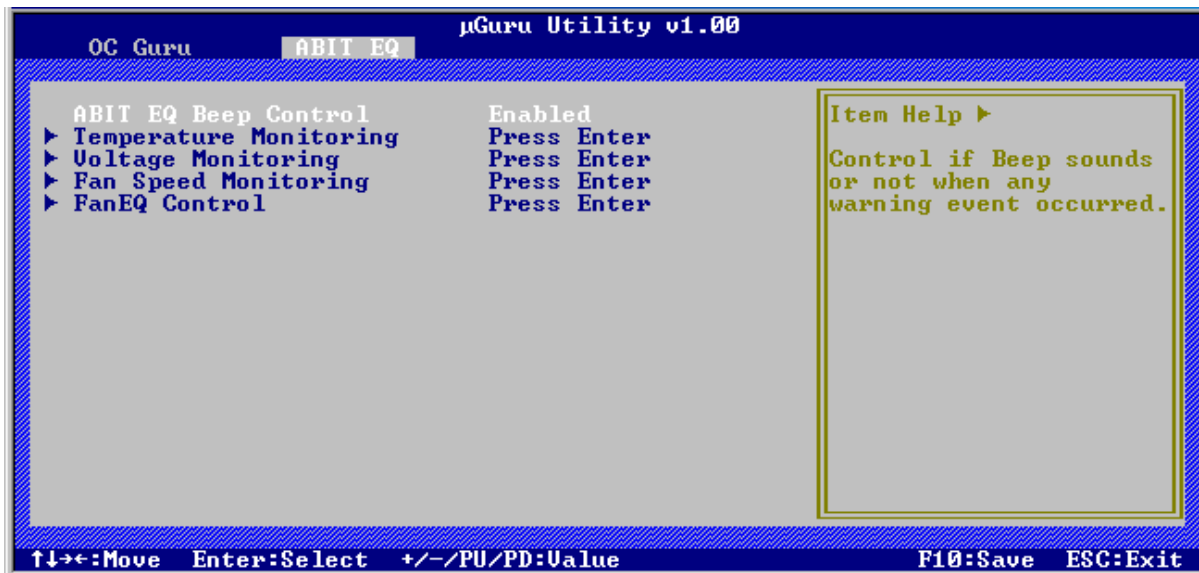 µGuru Utility v1.00
OC Guru ABIT EQ
ABIT EQ Beep Control Enabled
▶ Temperature Monitoring Press Enter
▶ Voltage Monitoring Press Enter
▶ Fan Speed Monitoring Press Enter
▶ FanEQ Control Press Enter
Item Help ▶
Control if Beep sounds
or not when any
warning event occurred.
↑↓→←:Move Enter:Select +/-/PU/PD:Value F10:Save ESC:Exit